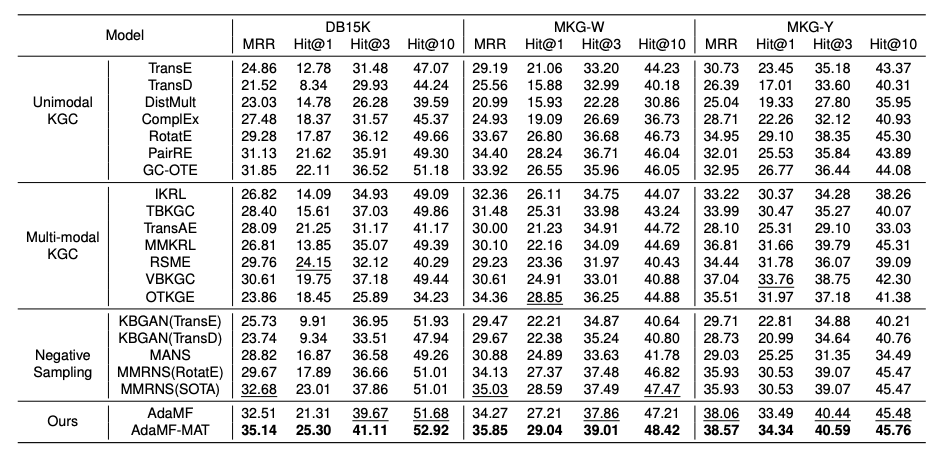 Model DB15K MKG-W MKG-Y
MRR Hit@1 Hit@3 Hit@10 MRR Hit@1 Hit@3 Hit@10 MRR Hit@1 Hit@3 Hit@10
Unimodal KGC
TransE 24.86 12.78 31.48 47.07 29.19 21.06 33.20 44.23 30.73 23.45 35.18 43.37
TransD 21.52 8.34 29.93 44.24 25.56 15.88 32.99 40.18 26.39 17.01 33.60 40.31
DistMult 23.03 14.78 26.28 39.59 20.99 15.93 22.28 30.86 25.04 19.33 27.80 35.95
ComplEx 27.48 18.37 31.57 45.37 24.93 19.09 26.69 36.73 28.71 22.26 32.12 40.93
RotatE 29.28 17.87 36.12 49.66 33.67 26.80 36.68 46.73 34.95 29.10 38.35 45.30
PairRE 31.13 21.62 35.91 49.30 34.40 28.24 36.71 46.04 32.01 25.53 35.84 43.89
GC-OTE 31.85 22.11 36.52 51.18 33.92 26.55 35.96 46.05 32.95 26.77 36.44 44.08
Multi-modal KGC
IKRL 26.82 14.09 34.93 49.09 32.36 26.11 34.75 44.07 33.22 30.37 34.28 38.26
TBKGC 28.40 15.61 37.03 49.86 31.48 25.31 33.98 43.24 33.99 30.47 35.27 40.07
TransAE 28.09 21.25 31.17 41.17 30.00 21.23 34.91 44.72 28.10 25.31 29.10 33.03
MMKRL 26.81 13.85 35.07 49.39 30.10 22.16 34.09 44.69 36.81 31.66 39.79 45.31
RSME 29.76 24.15 32.12 40.29 29.23 23.36 31.97 40.43 34.44 31.78 36.07 39.09
VBKGC 30.61 19.75 37.18 49.44 30.61 24.91 33.01 40.88 37.04 33.76 38.75 42.30
OTKGE 23.86 18.45 25.89 34.23 34.36 28.85 36.25 44.88 35.51 31.97 37.18 41.38
Negative Sampling
KBGAN(TransE) 25.73 9.91 36.95 51.93 29.47 22.21 34.87 40.64 29.71 22.81 34.88 40.21
KBGAN(TransD) 23.74 9.34 33.51 47.94 29.67 22.38 35.24 40.80 28.73 20.99 34.64 40.76
MANS 28.82 16.87 36.58 49.26 30.88 24.89 33.63 41.78 29.03 25.25 31.35 34.49
MMRNS(RotatE) 29.67 17.89 36.66 51.01 34.13 27.37 37.48 46.82 35.93 30.53 39.07 45.47
MMRNS(SOTA) 32.68 23.01 37.86 51.01 35.03 28.59 37.49 47.47 35.93 30.53 39.07 45.47
Ours
AdaMF 32.51 21.31 39.67 51.68 34.27 27.21 37.86 47.21 38.06 33.49 40.44 45.48
AdaMF-MAT 35.14 25.30 41.11 52.92 35.85 29.04 39.01 48.42 38.57 34.34 40.59 45.76